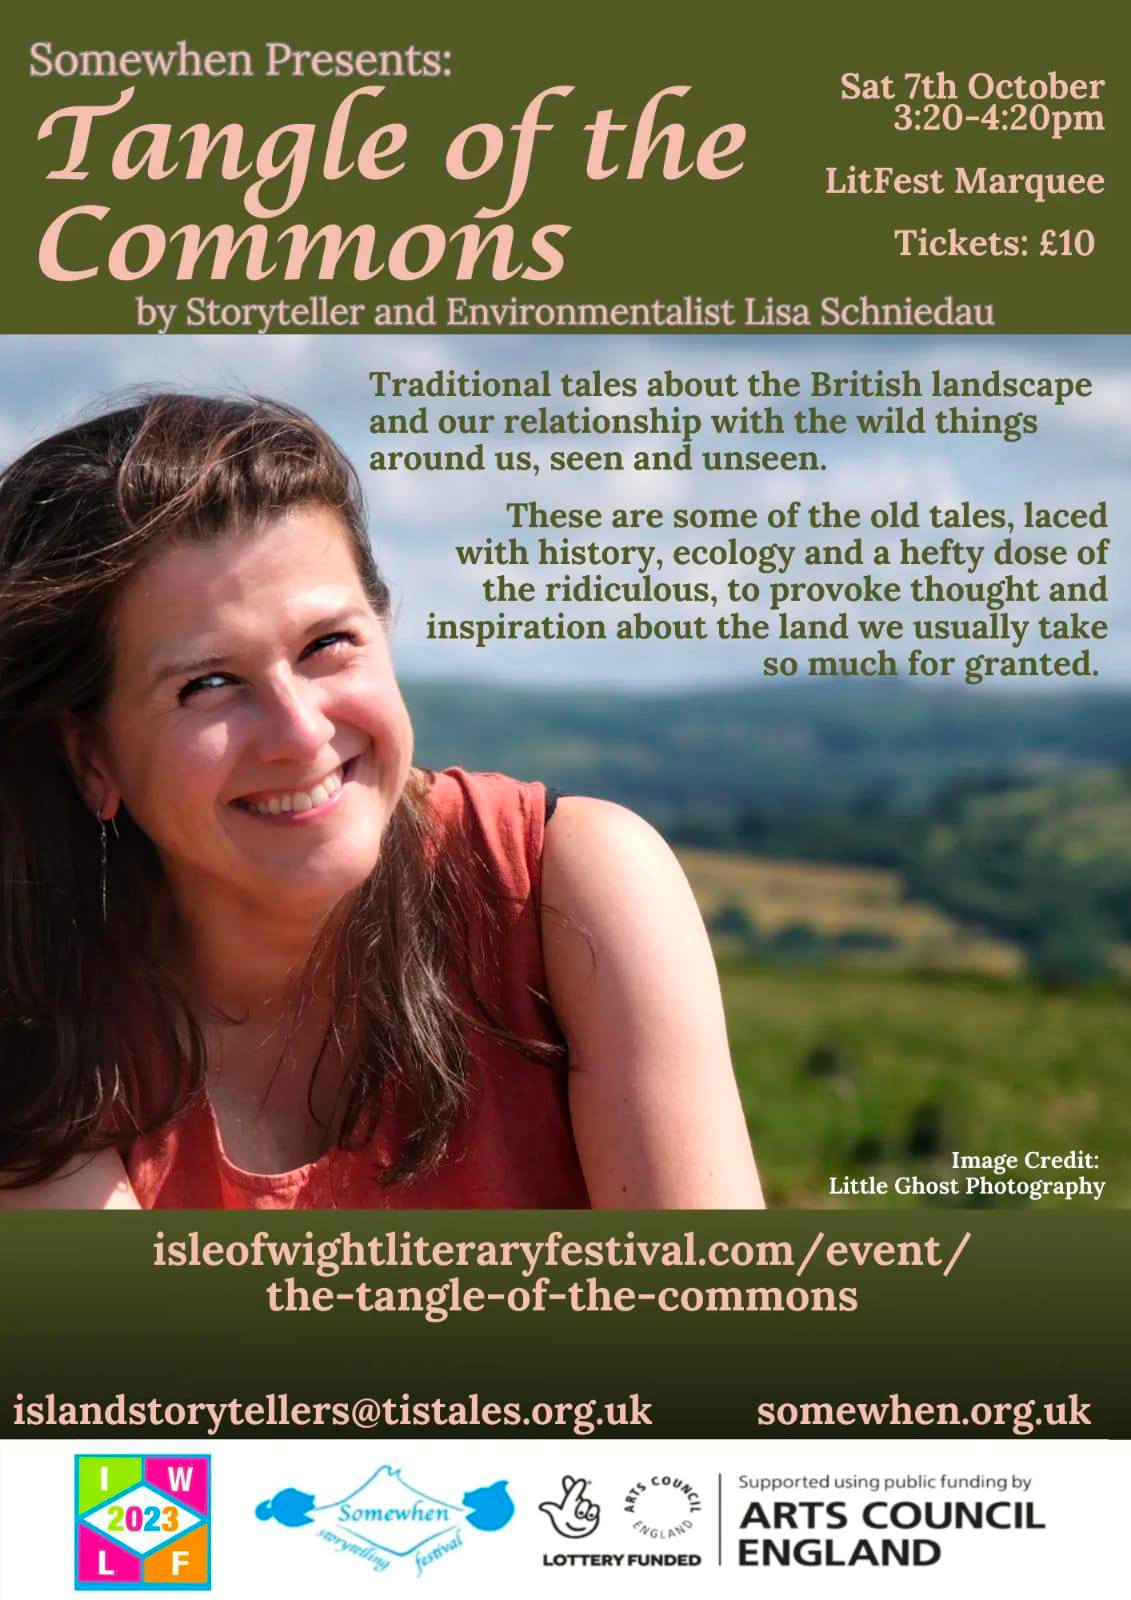 Somewhen Presents:
Tangle of the
Commons
by Storyteller and Environmentalist Lisa Schniedau
Sat 7th October
3:20-4:20pm
LitFest Marquee
Tickets: £10
Traditional tales about the British landscape
and our relationship with the wild things
around us, seen and unseen.
These are some of the old tales, laced
with history, ecology and a hefty dose of
the ridiculous, to provoke thought and
inspiration about the land we usually take
so much for granted.
Image Credit:
Little Ghost Photography
isleofwightliteraryfestival.com/event/
the-tangle-of-the-commons
islandstorytellers@tistales.org.uk
somewhen.org.uk
I W
2023
L F
Somewhen
storytelling festival
ARTS COUNCIL
ENGLAND
LOTTERY FUNDED
Supported using public funding by
ARTS COUNCIL
ENGLAND